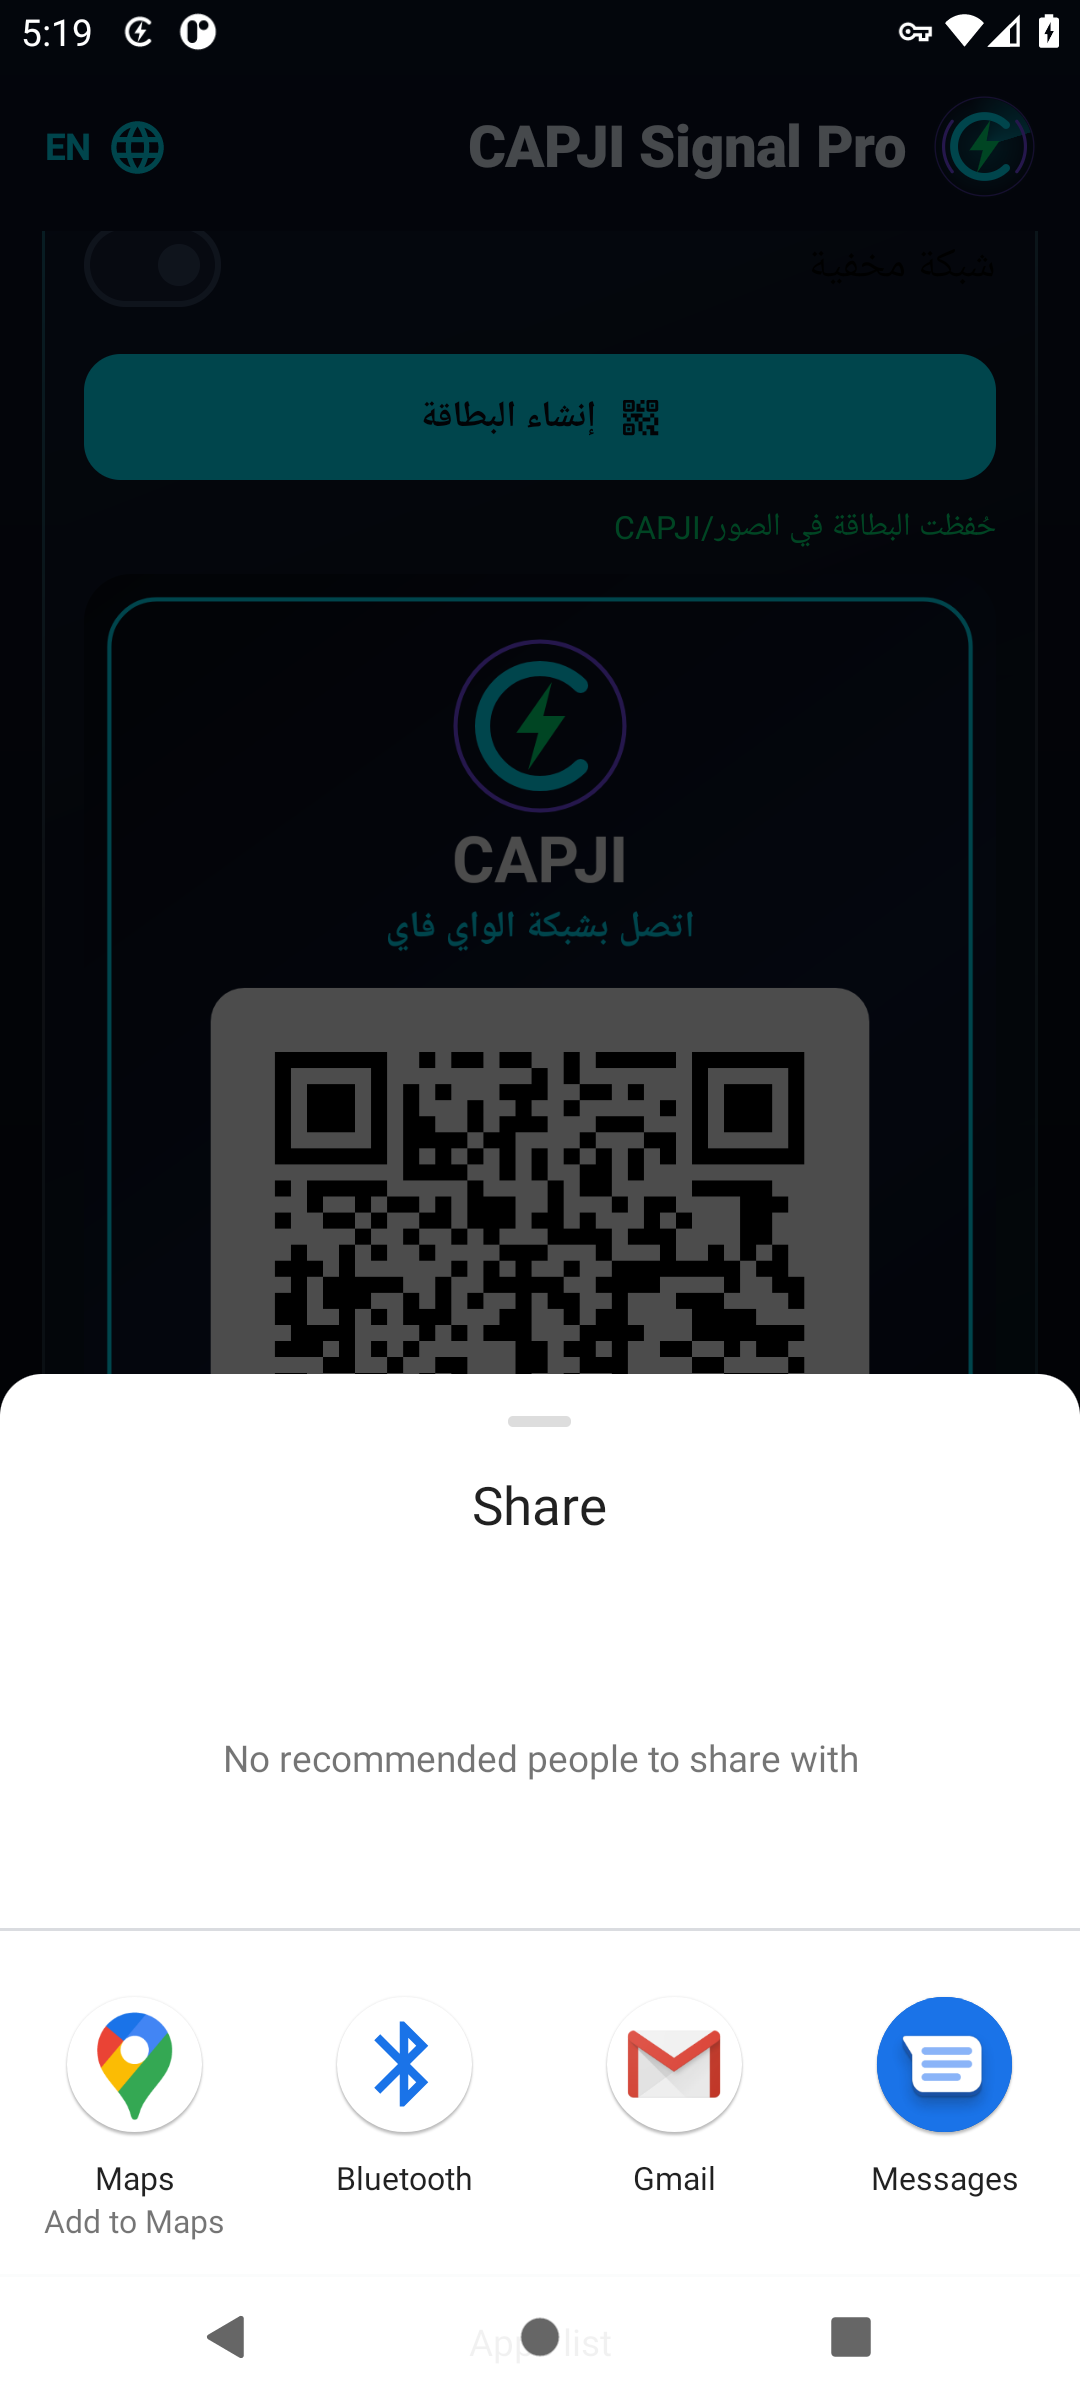 5:19
EN
CAPJI Signal Pro
شبكة مخفية
إنشاء البطاقة
حُفظت البطاقة في الصور/CAPJI
CAPJI
اتصل بشبكة الواي فاي
Share
No recommended people to share with
Maps
Bluetooth
Gmail
Messages
Add to Maps